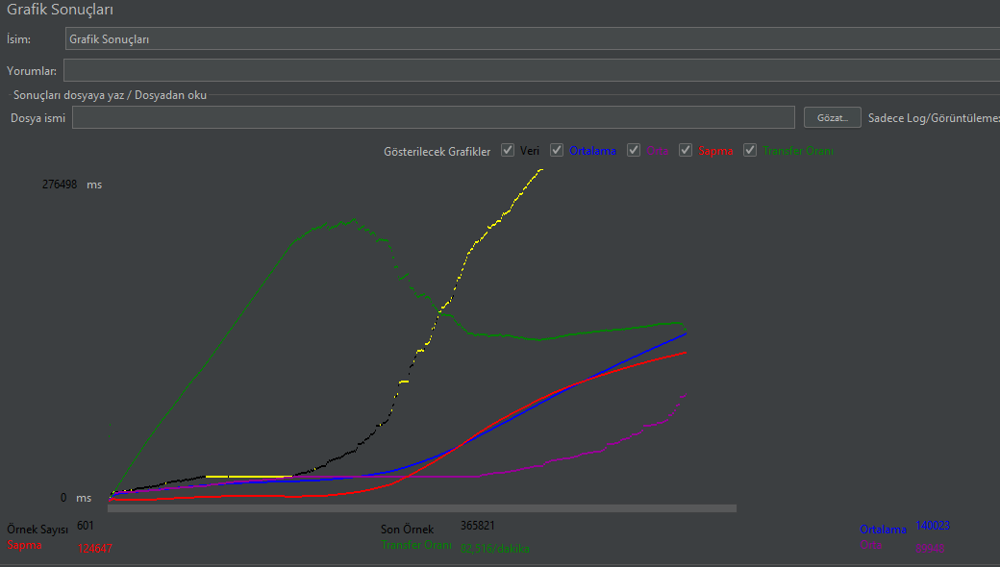 Grafik Sonuçları
İsim: Grafik Sonuçları
Yorumlar:
Sonuçları dosyaya yaz / Dosyadan oku
Dosya ismi Gözat... Sadece Log/Görüntüleme:
Gösterilecek Grafikler Veri Ortalama Orta Sapma Transfer Oranı
276498 ms
0 ms
Örnek Sayısı 601 Son Örnek 365821 Ortalama 140023
Sapma 124647 Transfer Oranı 82,516/dakika Orta